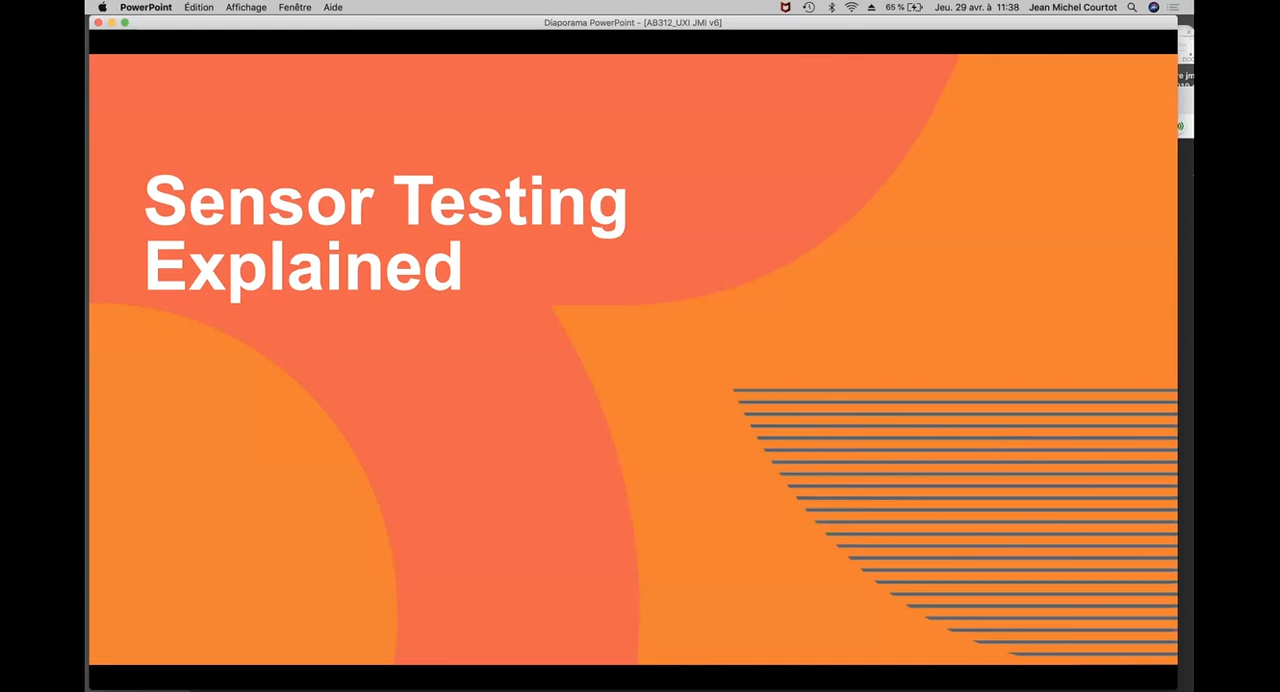 PowerPoint Édition Affichage Fenêtre Aide 65 % Jeu. 29 avr. à 11:38 Jean Michel Courtot
Diaporama PowerPoint - [AB312_UXI JMI v6]
Sensor Testing
Explained